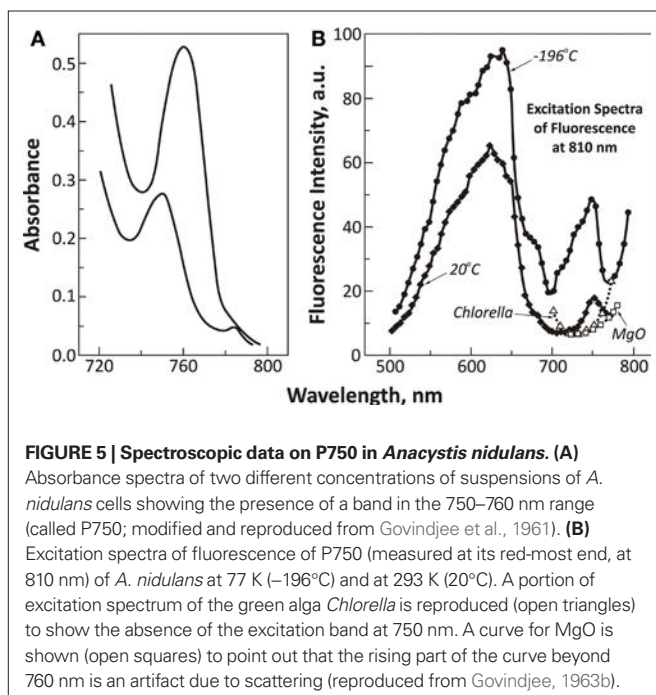 A
B
0.5
0.4
0.3
0.2
0.1
0.0
Absorbance
720
760
800
100
80
60
40
20
0
Fluorescence Intensity, a.u.
-196°C
Excitation Spectra
of Fluorescence
at 810 nm
20°C
Chlorella
MgO
500
600
700
800
Wavelength, nm
FIGURE 5 | Spectroscopic data on P750 in Anacystis nidulans. (A)
Absorbance spectra of two different concentrations of suspensions of A.
nidulans cells showing the presence of a band in the 750–760 nm range
(called P750; modified and reproduced from Govindjee et al., 1961). (B)
Excitation spectra of fluorescence of P750 (measured at its red-most end, at
810 nm) of A. nidulans at 77 K (–196°C) and at 293 K (20°C). A portion of
excitation spectrum of the green alga Chlorella is reproduced (open triangles)
to show the absence of the excitation band at 750 nm. A curve for MgO is
shown (open squares) to point out that the rising part of the curve beyond
760 nm is an artifact due to scattering (reproduced from Govindjee, 1963b).